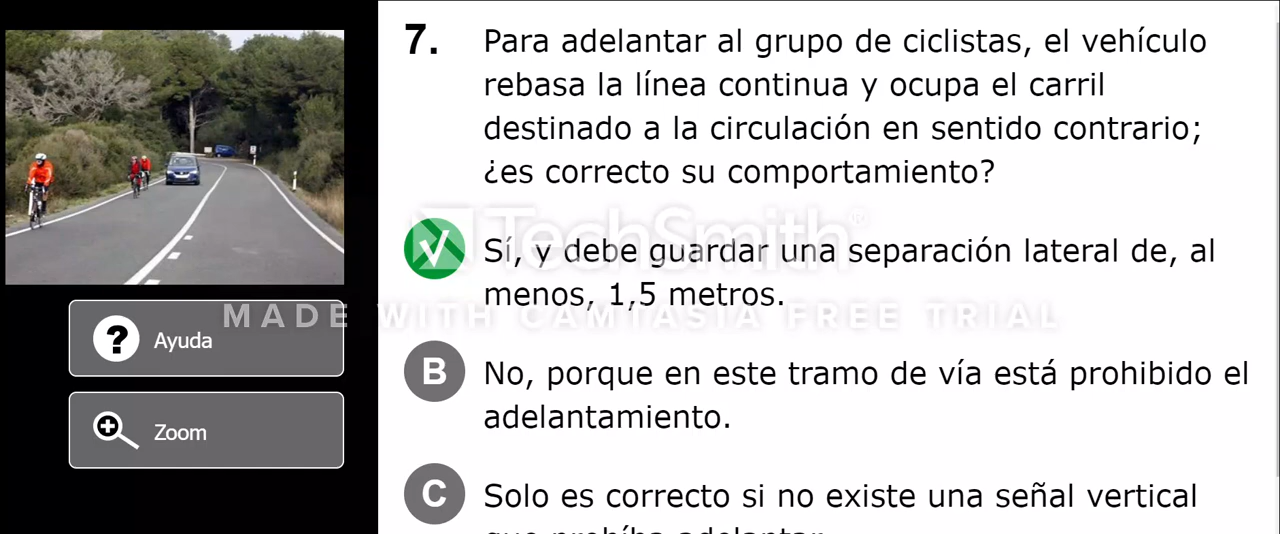 7. Para adelantar al grupo de ciclistas, el vehículo
rebasa la línea continua y ocupa el carril
destinado a la circulación en sentido contrario;
¿es correcto su comportamiento?
TechSmith®
Sí, y debe guardar una separación lateral de, al
menos, 1,5 metros.
MADE WITH CAMTASIA FREE TRIAL
? Ayuda
B No, porque en este tramo de vía está prohibido el
adelantamiento.
Zoom
C Solo es correcto si no existe una señal vertical
que prohíba adelantar